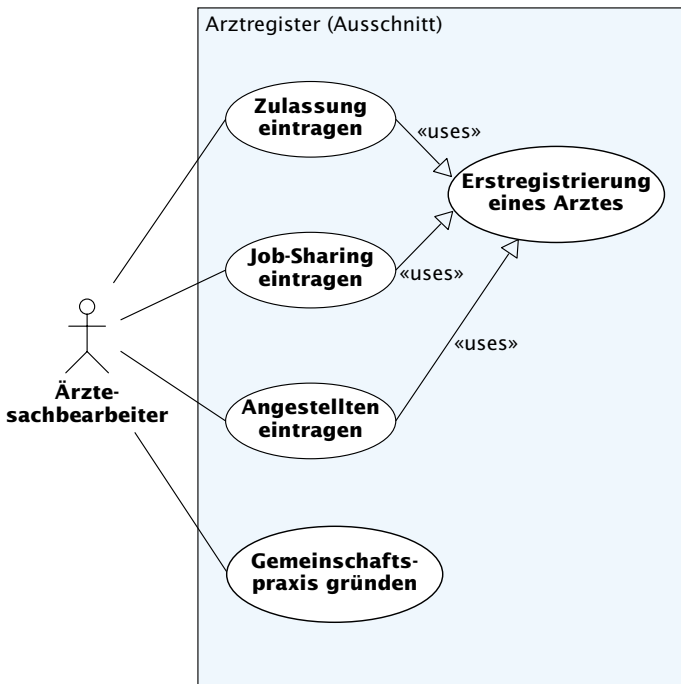 Arztregister (Ausschnitt)
Zulassung
eintragen
«uses»
Erstregistrierung
eines Arztes
Job-Sharing
eintragen
«uses»
«uses»
Ärzte-
sachbearbeiter
Angestellten
eintragen
Gemeinschafts-
praxis gründen